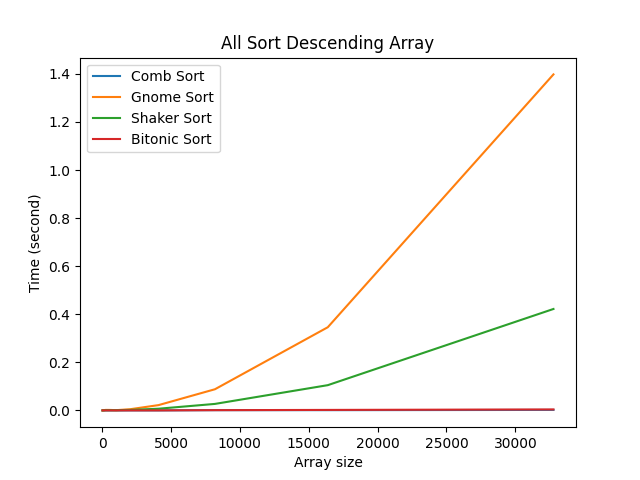 All Sort Descending Array
Comb Sort
Gnome Sort
Shaker Sort
Bitonic Sort
Time (second)
1.4
1.2
1.0
0.8
0.6
0.4
0.2
0.0
0 5000 10000 15000 20000 25000 30000
Array size